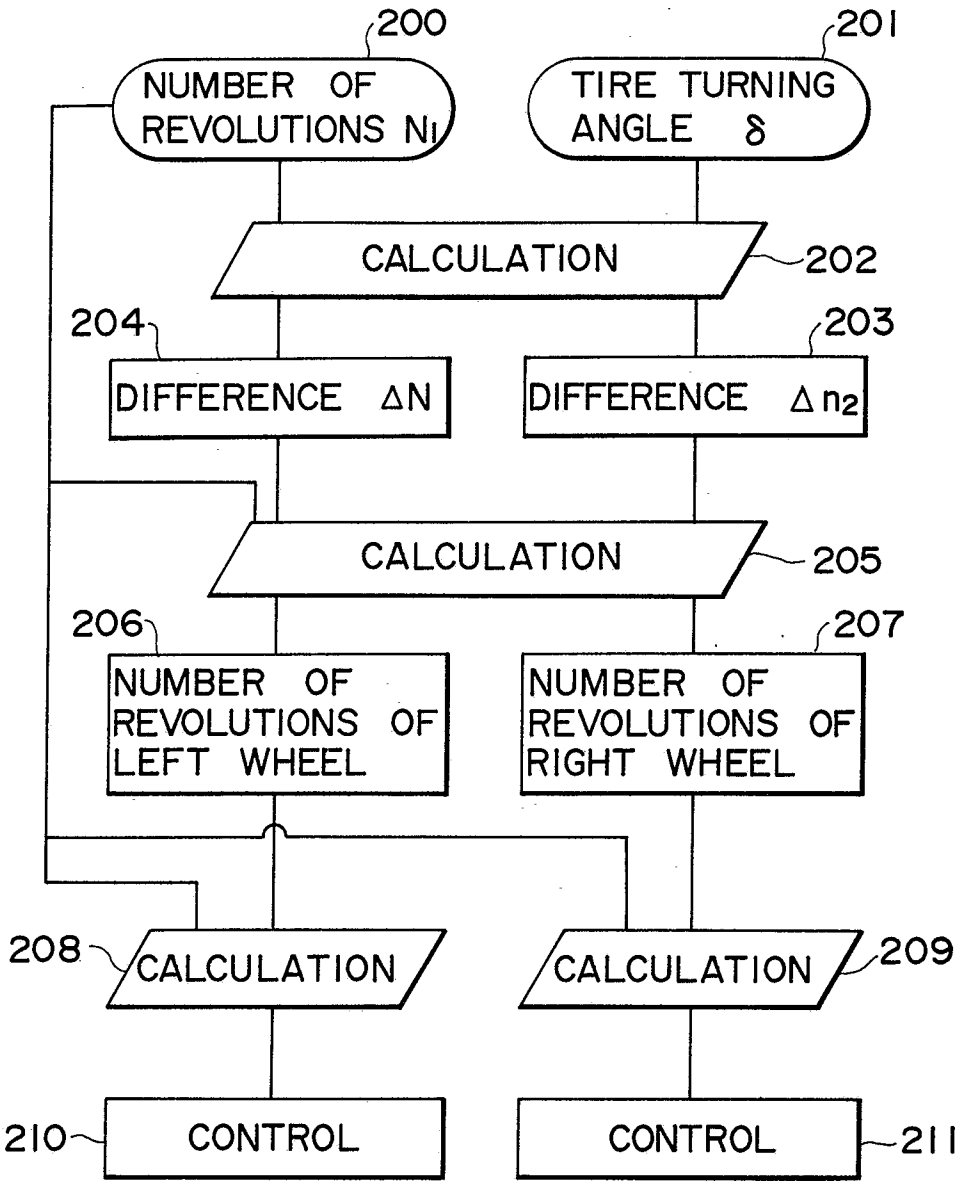 200
201
NUMBER OF
REVOLUTIONS N1
TIRE TURNING
ANGLE δ
CALCULATION
202
204
203
DIFFERENCE ΔN
DIFFERENCE Δn2
CALCULATION
205
206
207
NUMBER OF
REVOLUTIONS OF
LEFT WHEEL
NUMBER OF
REVOLUTIONS OF
RIGHT WHEEL
208
CALCULATION
CALCULATION
209
210
CONTROL
CONTROL
211